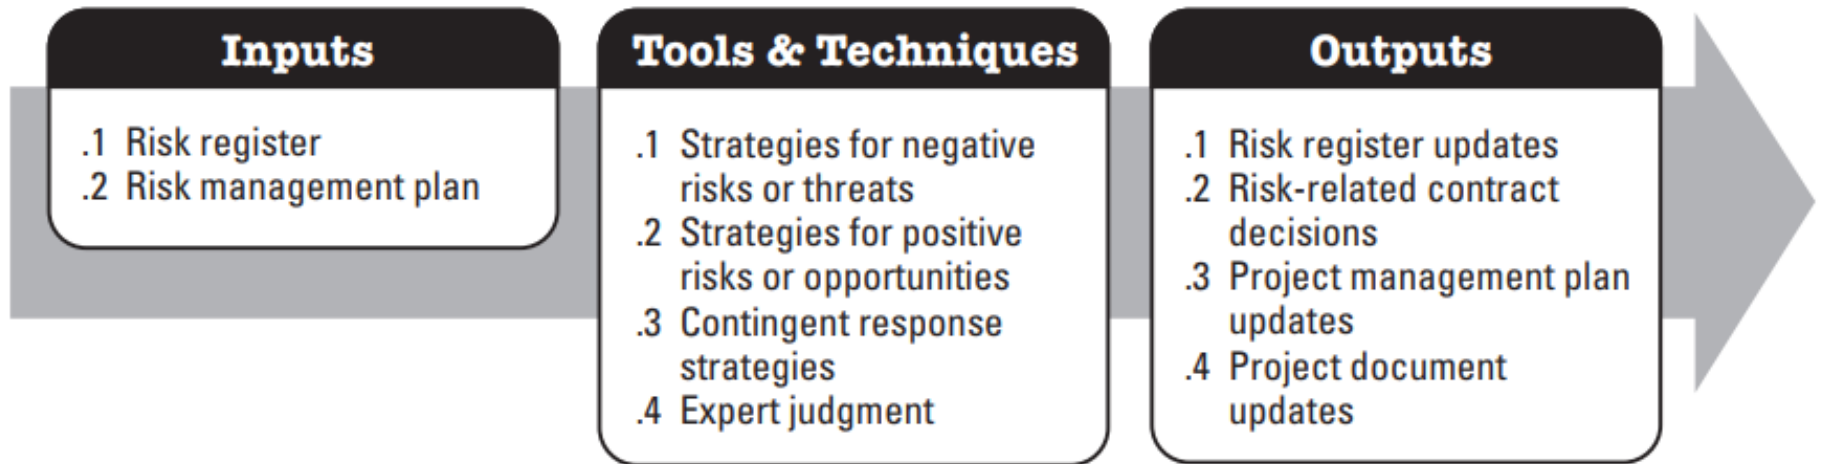 Inputs
.1 Risk register
.2 Risk management plan
Tools & Techniques
.1 Strategies for negative
risks or threats
.2 Strategies for positive
risks or opportunities
.3 Contingent response
strategies
.4 Expert judgment
Outputs
.1 Risk register updates
.2 Risk-related contract
decisions
.3 Project management plan
updates
.4 Project document
updates